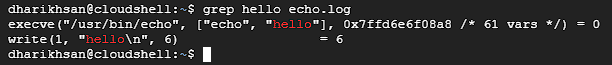 dharikhsan@cloudshell:~$ grep hello echo.log
execve("/usr/bin/echo", ["echo", "hello"], 0x7ffd6e6f08a8 /* 61 vars */) = 0
write(1, "hello\n", 6)                  = 6
dharikhsan@cloudshell:~$